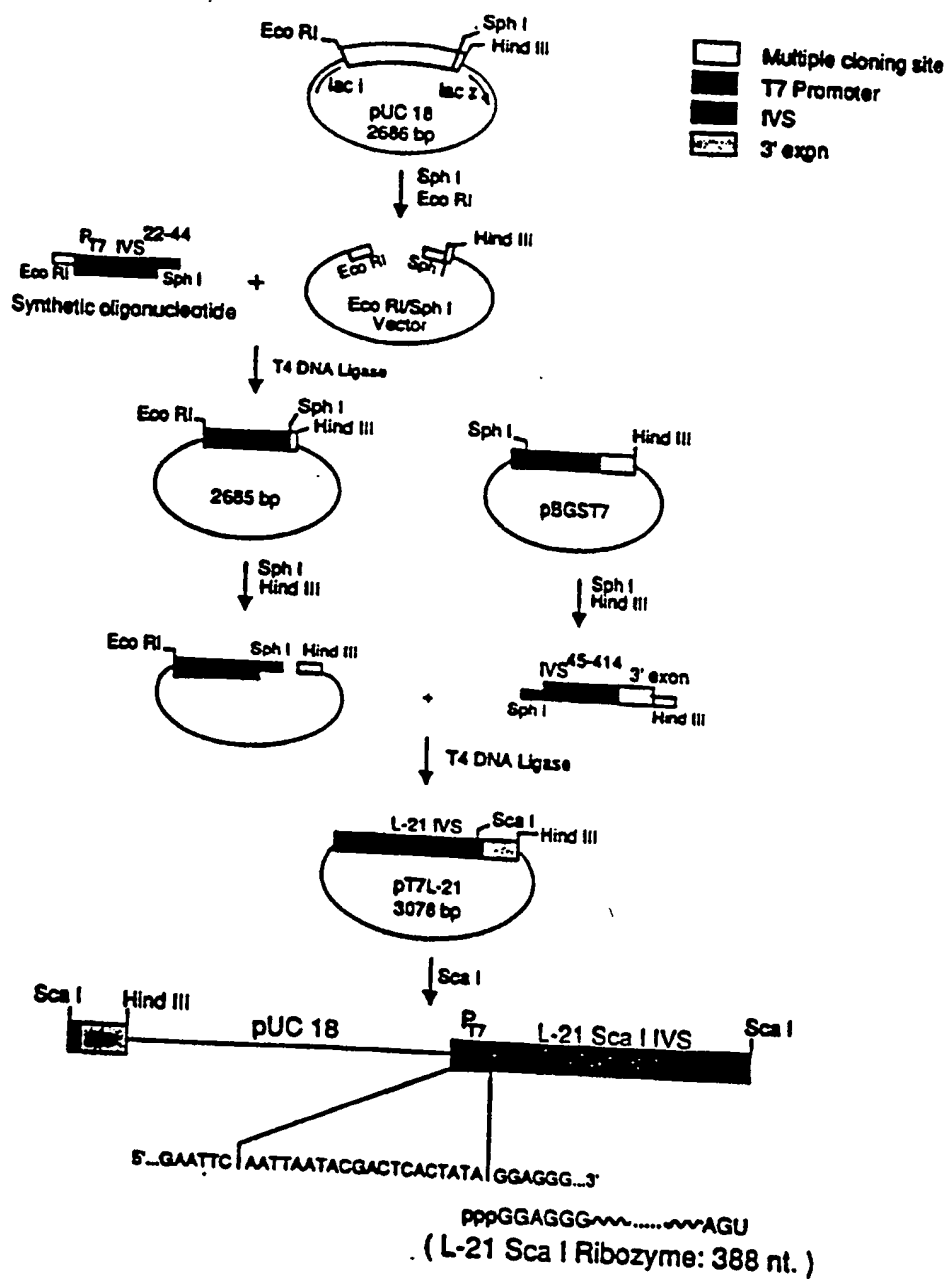 Eco RI
Sph I
Hind III
lac i
lac z
pUC 18
2686 bp
Multiple cloning site
T7 Promoter
IVS
3' exon
Sph I
Eco RI
PT7 IVS 22-44
Eco RI
Sph I
Synthetic oligonucleotide
+
Eco RI
Sph
Hind III
Eco RI/Sph I
Vector
T4 DNA Ligase
Eco RI
Sph I
Hind III
2685 bp
Sph I
Hind III
pBGST7
Sph I
Hind III
Sph I
Hind III
Eco RI
Sph I
Hind III
+
IVS 45-414
3' exon
Sph I
Hind III
T4 DNA Ligase
L-21 IVS
Sca I
Hind III
pT7L-21
3078 bp
Sca I
Sca I
Hind III
pUC 18
PT7
L-21 Sca I IVS
Sca I
5'...GAATTC AATTAATACGACTCACTATA GGAGGG...3'
pppGGAGGG~~~......~~~AGU
( L-21 Sca I Ribozyme: 388 nt. )